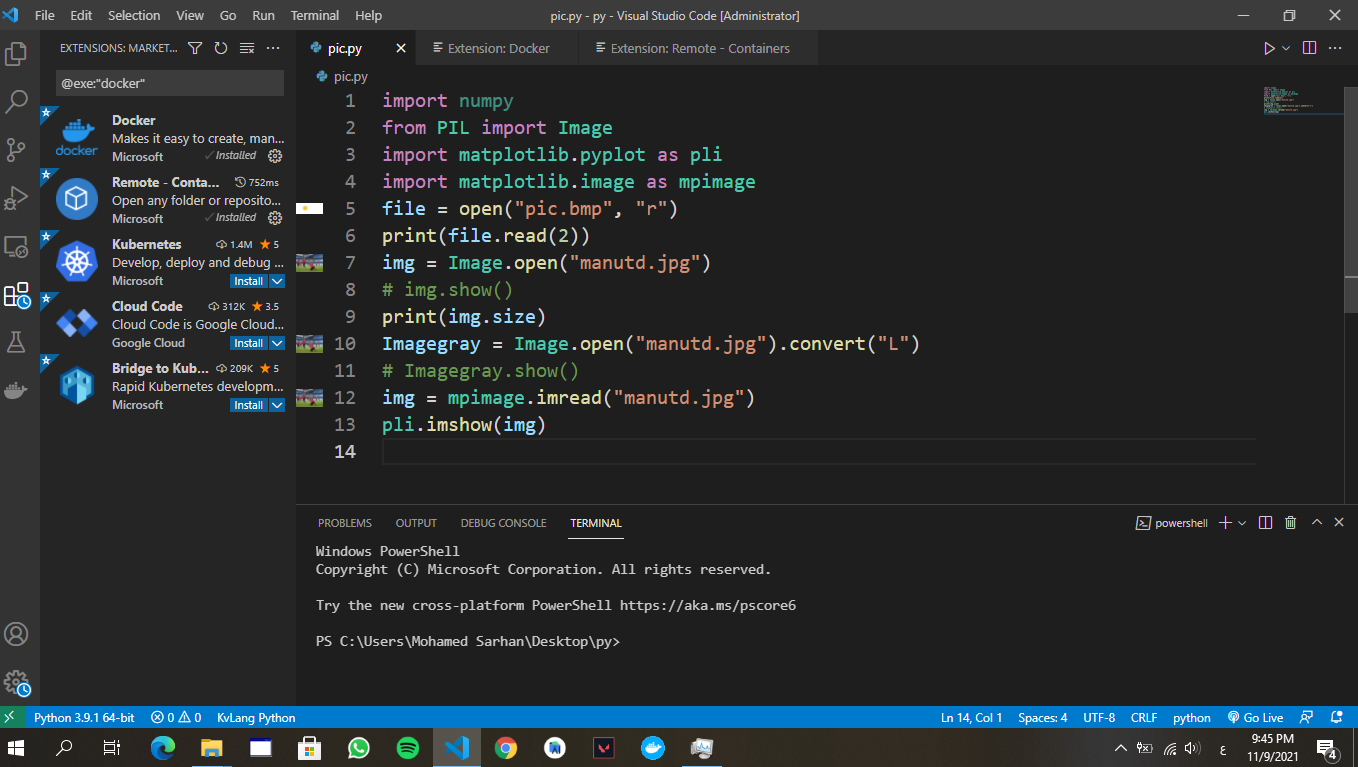 File Edit Selection View Go Run Terminal Help pic.py - py - Visual Studio Code [Administrator]
EXTENSIONS: MARKET...
@exe:"docker"
Docker
Makes it easy to create, man...
docker
Microsoft Installed
Remote - Conta... 752ms
Open any folder or reposito...
Microsoft Installed
Kubernetes 1.4M 5
Develop, deploy and debug ...
Microsoft Install
Cloud Code 312K 3.5
Cloud Code is Google Cloud...
Google Cloud Install
Bridge to Kub... 209K 5
Rapid Kubernetes developm...
Microsoft Install
pic.py Extension: Docker Extension: Remote - Containers
pic.py
1 import numpy
2 from PIL import Image
3 import matplotlib.pyplot as pli
4 import matplotlib.image as mpimage
5 file = open("pic.bmp", "r")
6 print(file.read(2))
7 img = Image.open("manutd.jpg")
8 # img.show()
9 print(img.size)
10 Imagegray = Image.open("manutd.jpg").convert("L")
11 # Imagegray.show()
12 img = mpimage.imread("manutd.jpg")
13 pli.imshow(img)
14
PROBLEMS OUTPUT DEBUG CONSOLE TERMINAL powershell
Windows PowerShell
Copyright (C) Microsoft Corporation. All rights reserved.
Try the new cross-platform PowerShell https://aka.ms/pscore6
PS C:\Users\Mohamed Sarhan\Desktop\py>
Python 3.9.1 64-bit 0 0 KvLang Python Ln 14, Col 1 Spaces: 4 UTF-8 CRLF python Go Live
ع 9:45 PM
11/9/2021 4